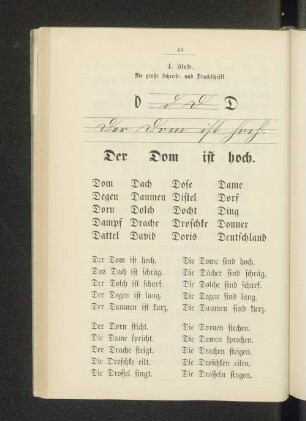 40
I. Stufe.
Die große Schreib- und Druckschrift.
D D D D
Der Dom ist hoch.
Der Dom ist hoch.
Dom Dach Dose Dame
Degen Daumen Distel Dorf
Dorn Dolch Docht Ding
Dampf Drache Droschke Donner
Dattel David Doris Deutschland
Der Dom ist hoch. Die Dome sind hoch.
Das Dach ist schräg. Die Dächer sind schräg.
Der Dolch ist scharf. Die Dolche sind scharf.
Der Degen ist lang. Die Degen sind lang.
Der Daumen ist kurz. Die Daumen sind kurz.
Der Dorn sticht. Die Dornen stechen.
Die Dame spricht. Die Damen sprechen.
Der Drache steigt. Die Drachen steigen.
Die Droschke eilt. Die Droschken eilen.
Die Drossel singt. Die Drosseln singen.